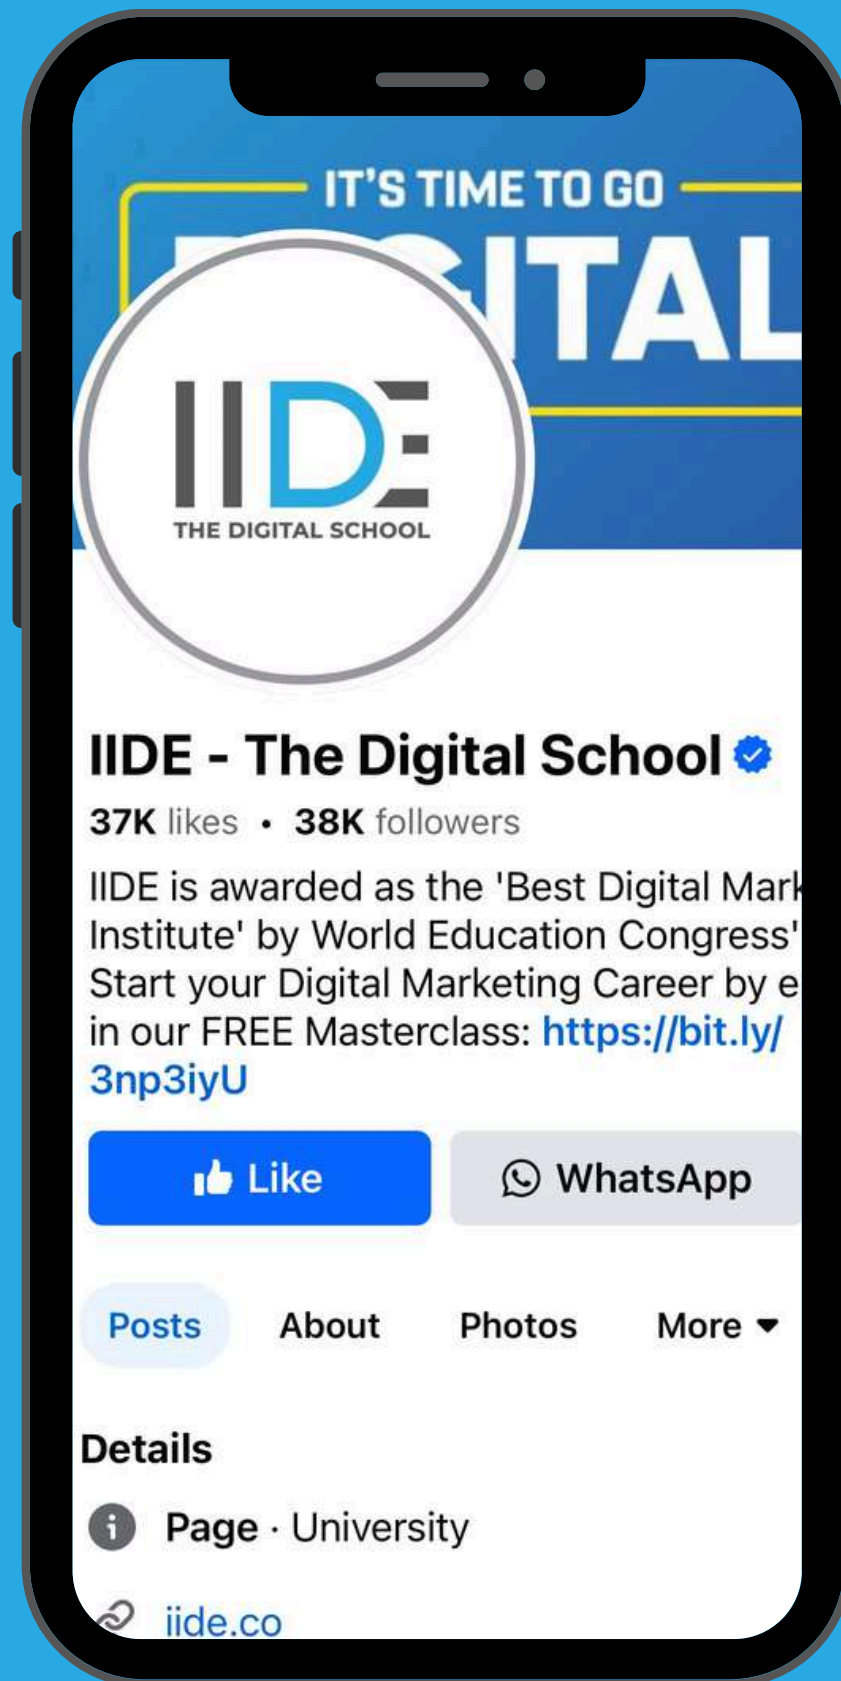 IT'S TIME TO GO
ITAL
IIDE
THE DIGITAL SCHOOL
IIDE - The Digital School
37K likes • 38K followers
IIDE is awarded as the 'Best Digital Mark
Institute' by World Education Congress'
Start your Digital Marketing Career by e
in our FREE Masterclass: https://bit.ly/
3np3iyU
Like
WhatsApp
Posts
About
Photos
More
Details
Page · University
iide.co